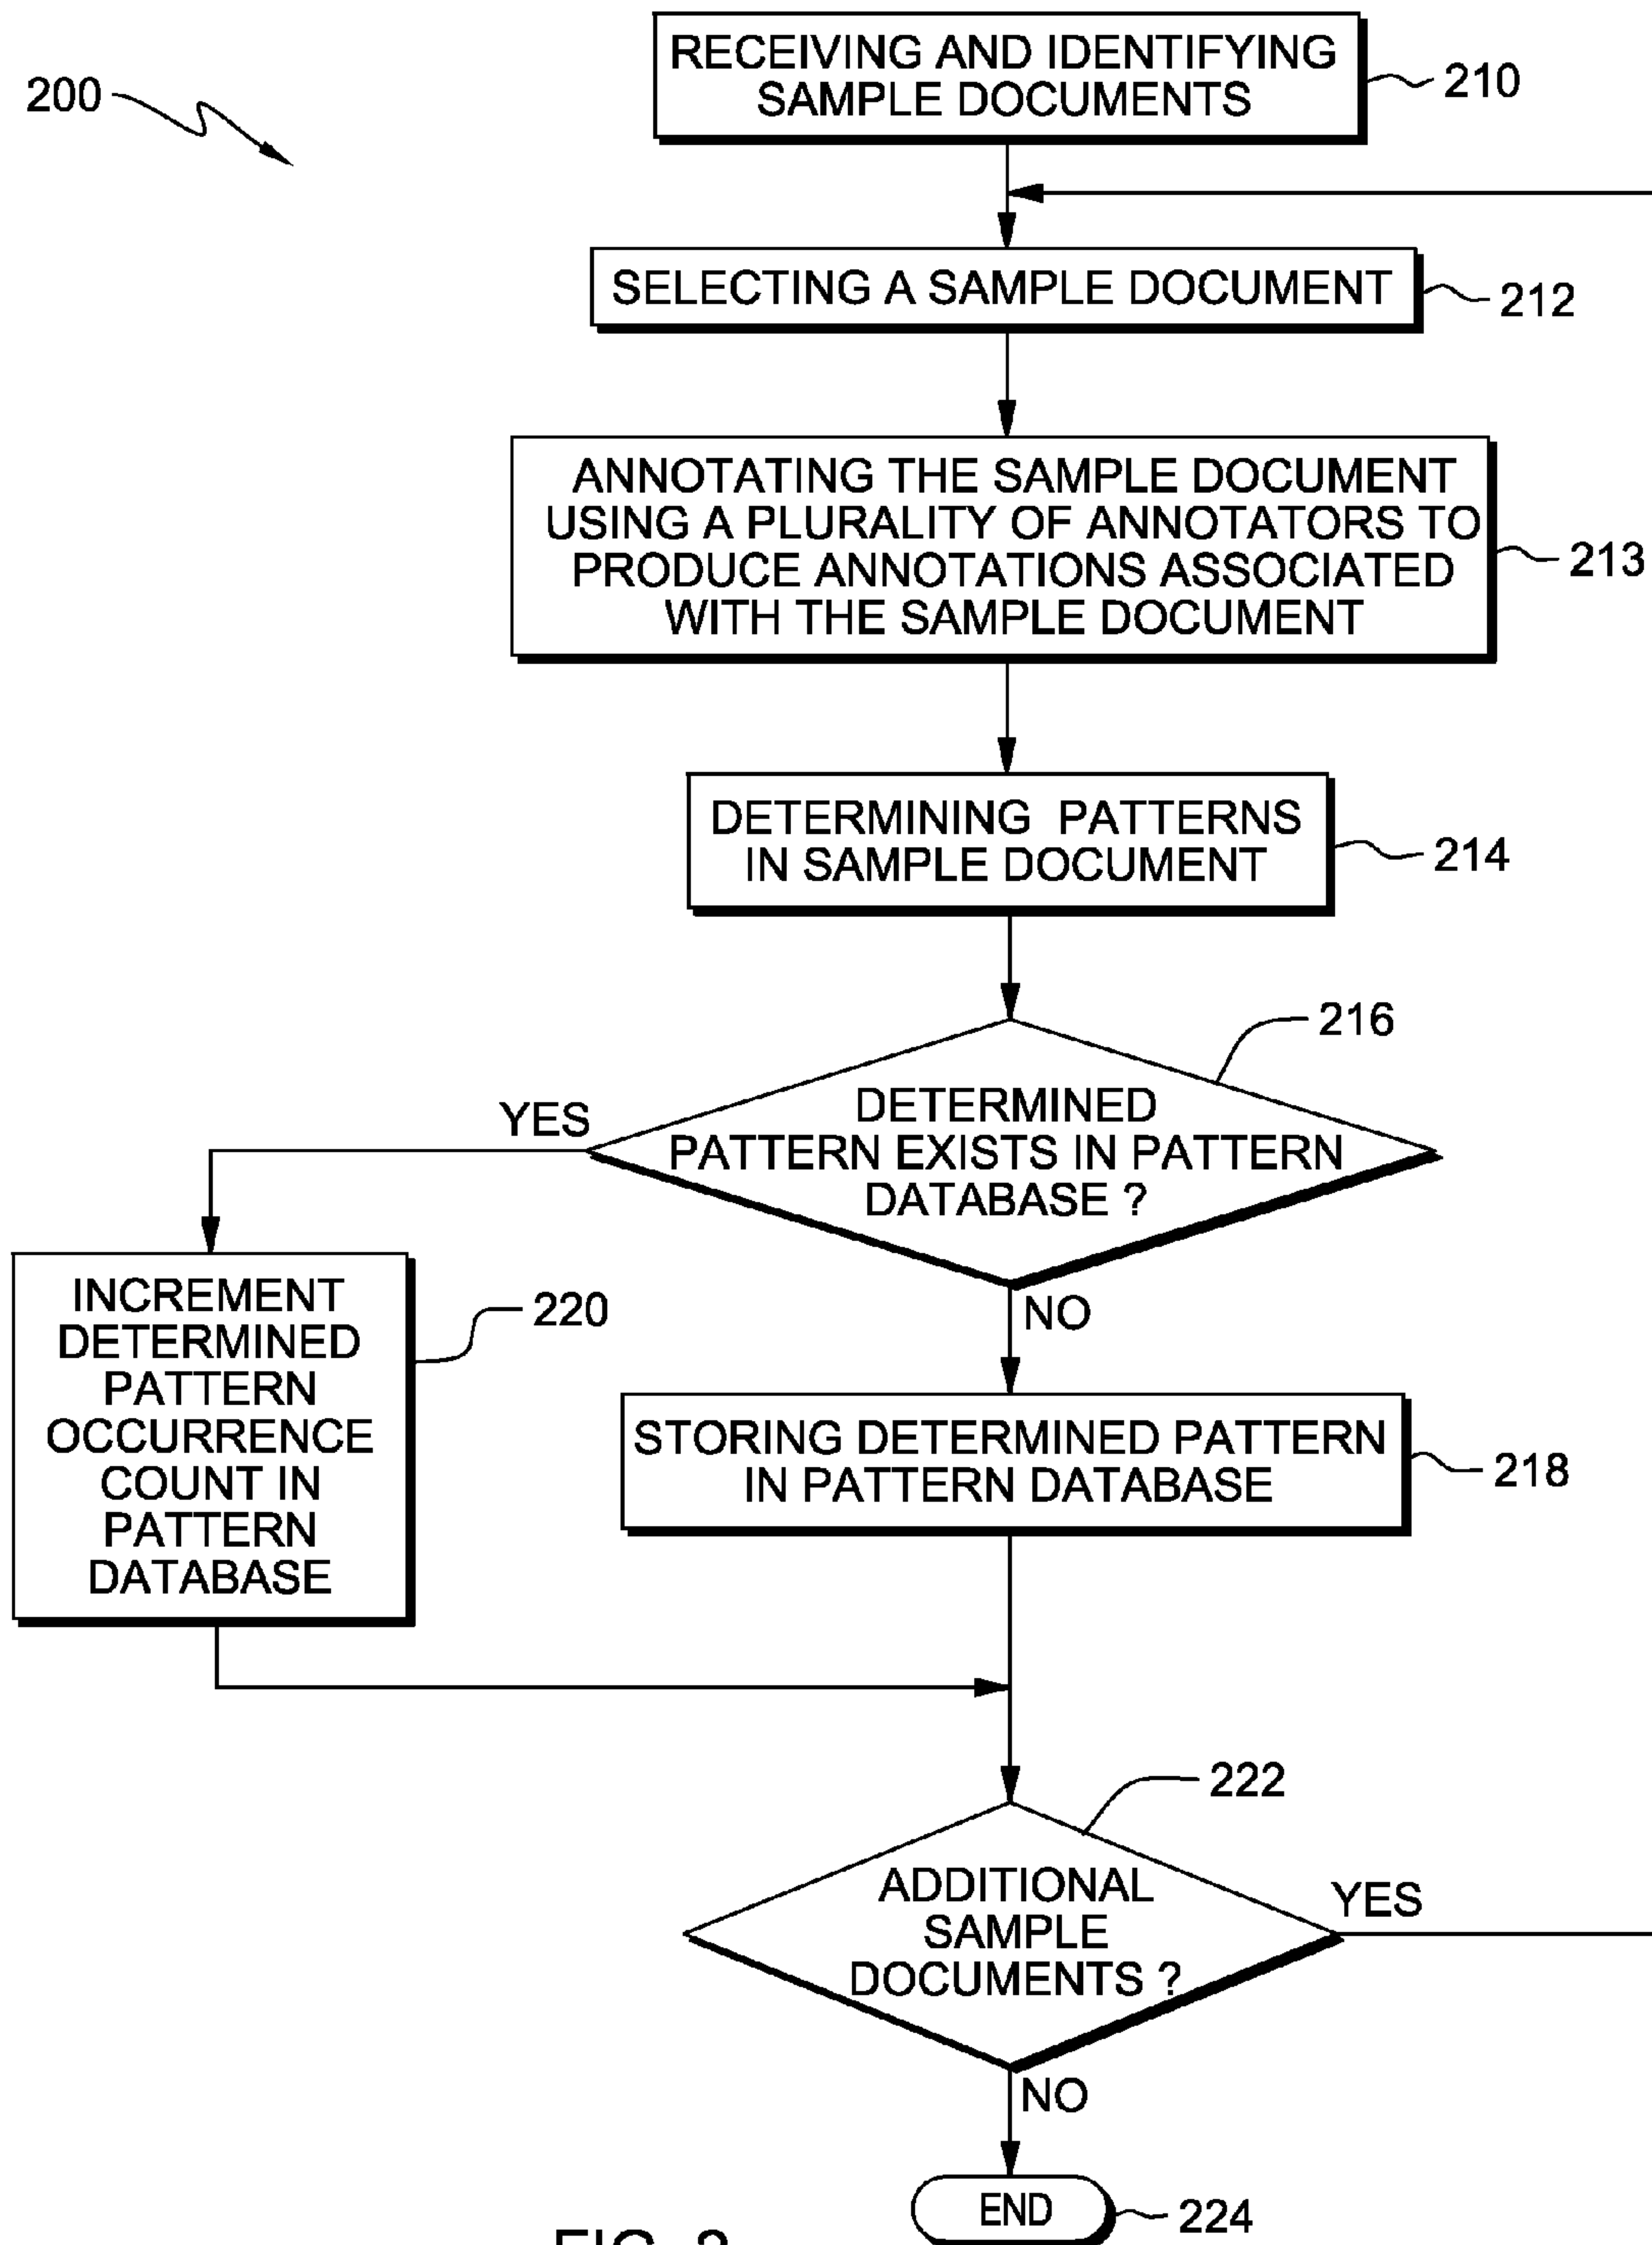 200
RECEIVING AND IDENTIFYING
SAMPLE DOCUMENTS
210
SELECTING A SAMPLE DOCUMENT
212
ANNOTATING THE SAMPLE DOCUMENT
USING A PLURALITY OF ANNOTATORS TO
PRODUCE ANNOTATIONS ASSOCIATED
WITH THE SAMPLE DOCUMENT
213
DETERMINING PATTERNS
IN SAMPLE DOCUMENT
214
216
DETERMINED
PATTERN EXISTS IN PATTERN
DATABASE ?
YES
NO
INCREMENT
DETERMINED
PATTERN
OCCURRENCE
COUNT IN
PATTERN
DATABASE
220
STORING DETERMINED PATTERN
IN PATTERN DATABASE
218
222
ADDITIONAL
SAMPLE
DOCUMENTS ?
YES
NO
END
224
FIG.